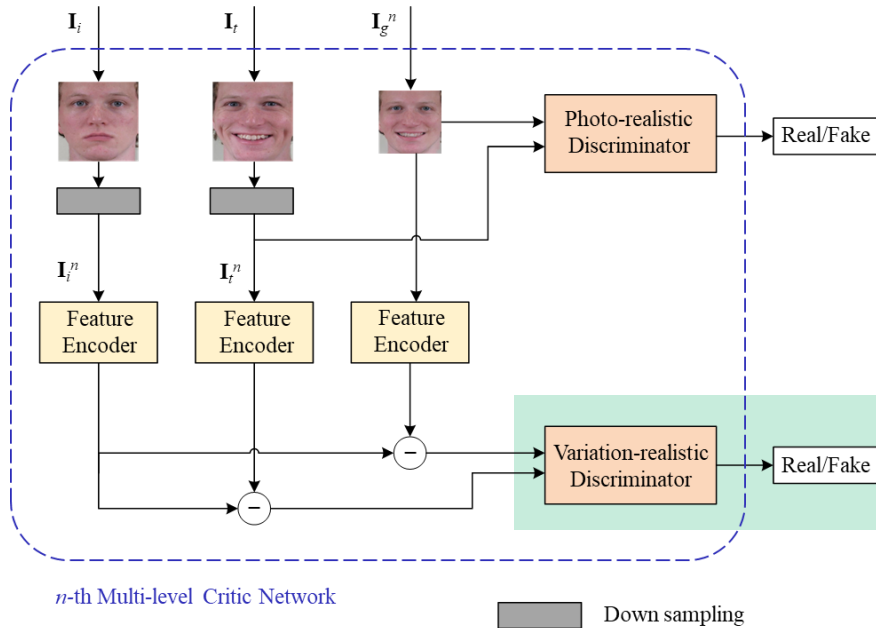 I_i
I_t
I_g^n
Photo-realistic
Discriminator
Real/Fake
I_i^n
I_t^n
Feature
Encoder
Feature
Encoder
Feature
Encoder
−
Variation-realistic
Discriminator
Real/Fake
−
n-th Multi-level Critic Network
Down sampling